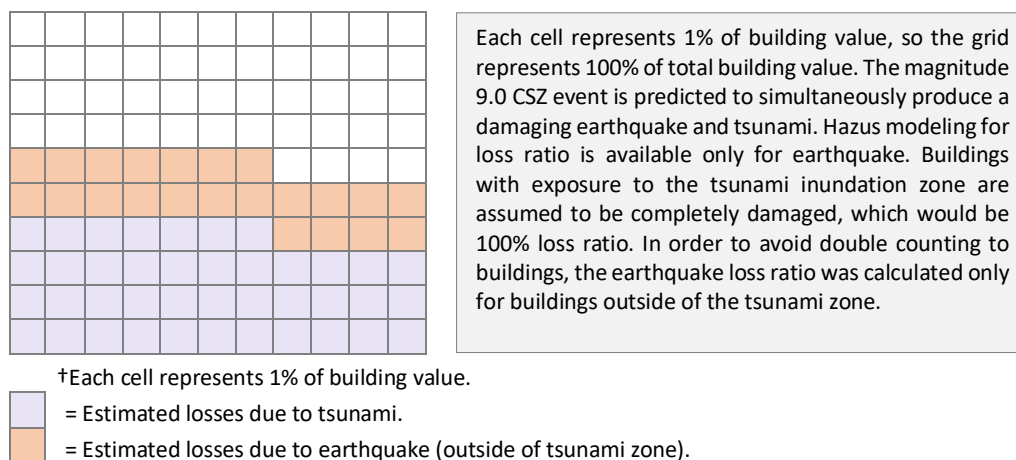 Each cell represents 1% of building value, so the grid
represents 100% of total building value. The magnitude
9.0 CSZ event is predicted to simultaneously produce a
damaging earthquake and tsunami. Hazus modeling for
loss ratio is available only for earthquake. Buildings
with exposure to the tsunami inundation zone are
assumed to be completely damaged, which would be
100% loss ratio. In order to avoid double counting to
buildings, the earthquake loss ratio was calculated only
for buildings outside of the tsunami zone.
†Each cell represents 1% of building value.
= Estimated losses due to tsunami.
= Estimated losses due to earthquake (outside of tsunami zone).